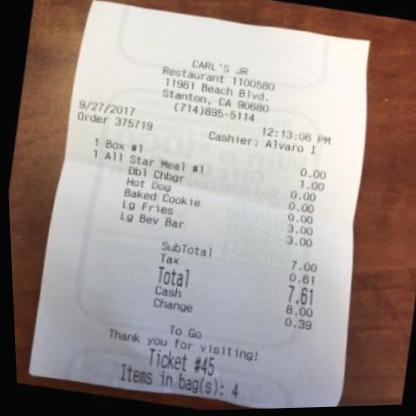 CARL'S JR
Restaurant 1100580
11961 Beach Blvd.
Stanton, CA 90680
(714)895-5114
9/27/2017 12:13:06 PM
Order 375719 Cashier: Alvaro I
1 Box #1 0.00
1 All Star Meal #1 1.00
Dbl Chbgr 0.00
Hot Dog 0.00
Baked Cookie 0.00
Lg Fries 3.00
Lg Bev Bar 3.00
SubTotal 7.00
Tax 0.61
Total 7.61
Cash 8.00
Change 0.39
To Go
Thank you for visiting!
Ticket #45
Items in bag(s): 4